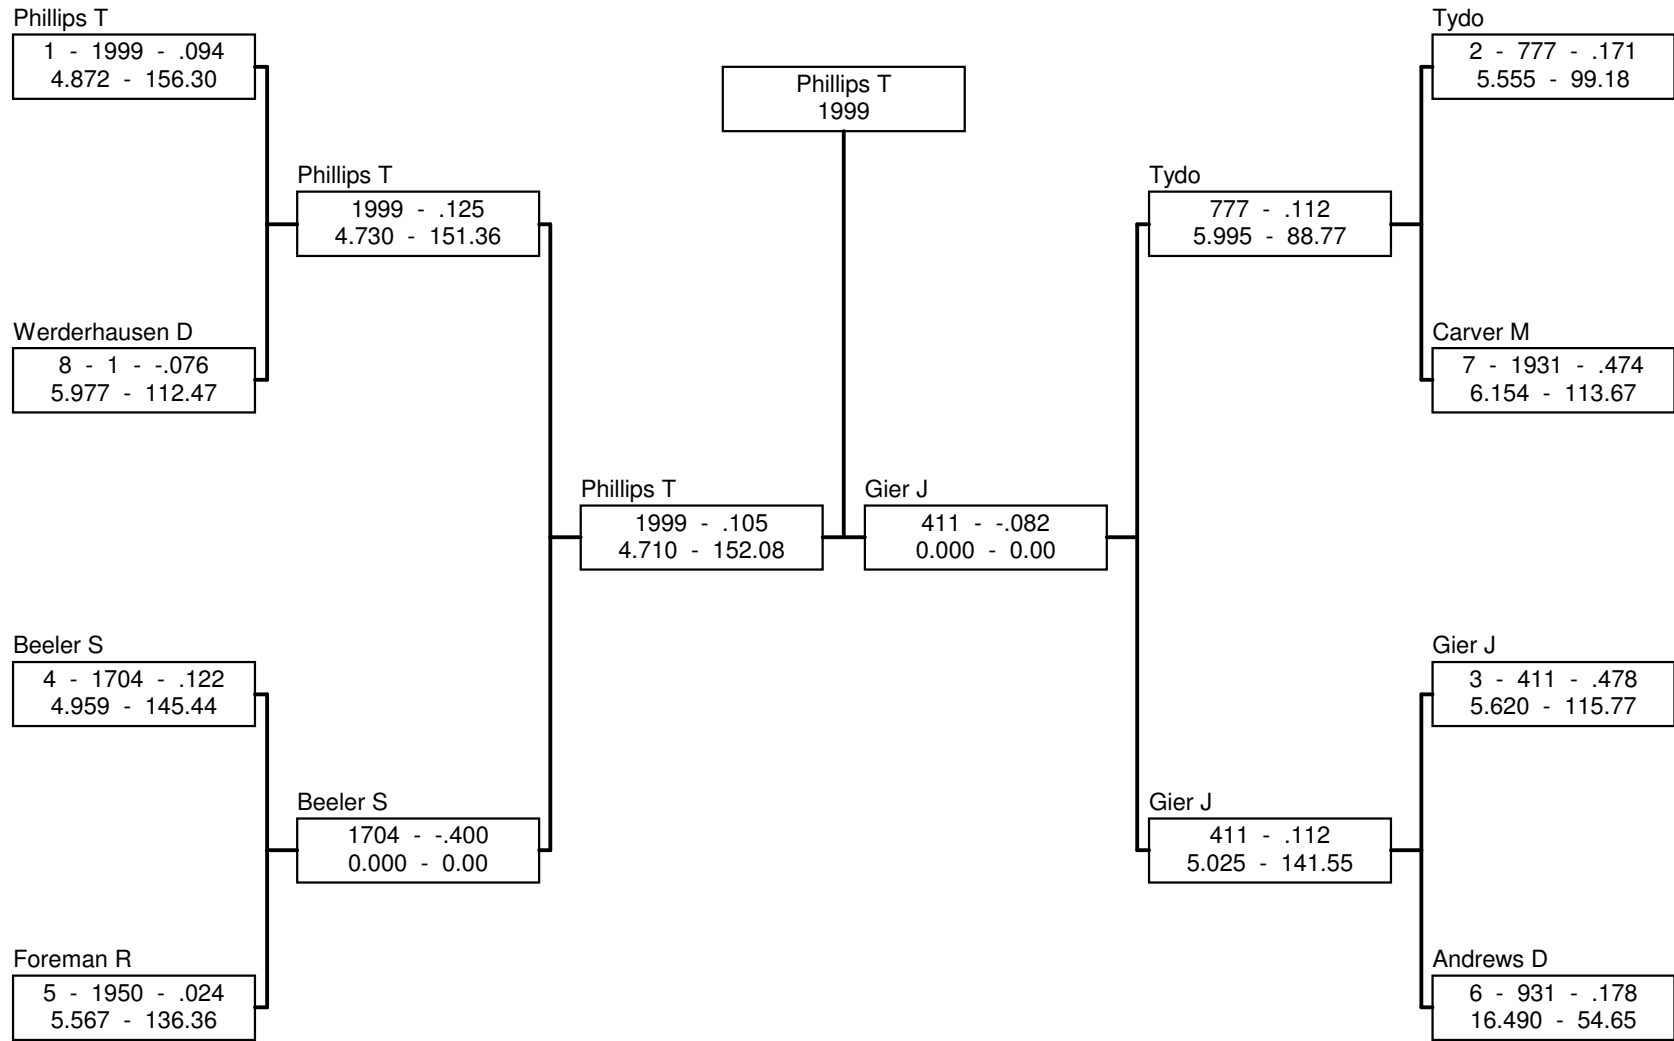 Phillips T
1 - 1999 - .094
4.872 - 156.30
Werderhausen D
8 - 1 - -.076
5.977 - 112.47
Beeler S
4 - 1704 - .122
4.959 - 145.44
Foreman R
5 - 1950 - .024
5.567 - 136.36
Phillips T
1999 - .125
4.730 - 151.36
Beeler S
1704 - -.400
0.000 - 0.00
Phillips T
1999 - .105
4.710 - 152.08
Phillips T
1999
Gier J
411 - -.082
0.000 - 0.00
Tydo
777 - .112
5.995 - 88.77
Gier J
411 - .112
5.025 - 141.55
Tydo
2 - 777 - .171
5.555 - 99.18
Carver M
7 - 1931 - .474
6.154 - 113.67
Gier J
3 - 411 - .478
5.620 - 115.77
Andrews D
6 - 931 - .178
16.490 - 54.65